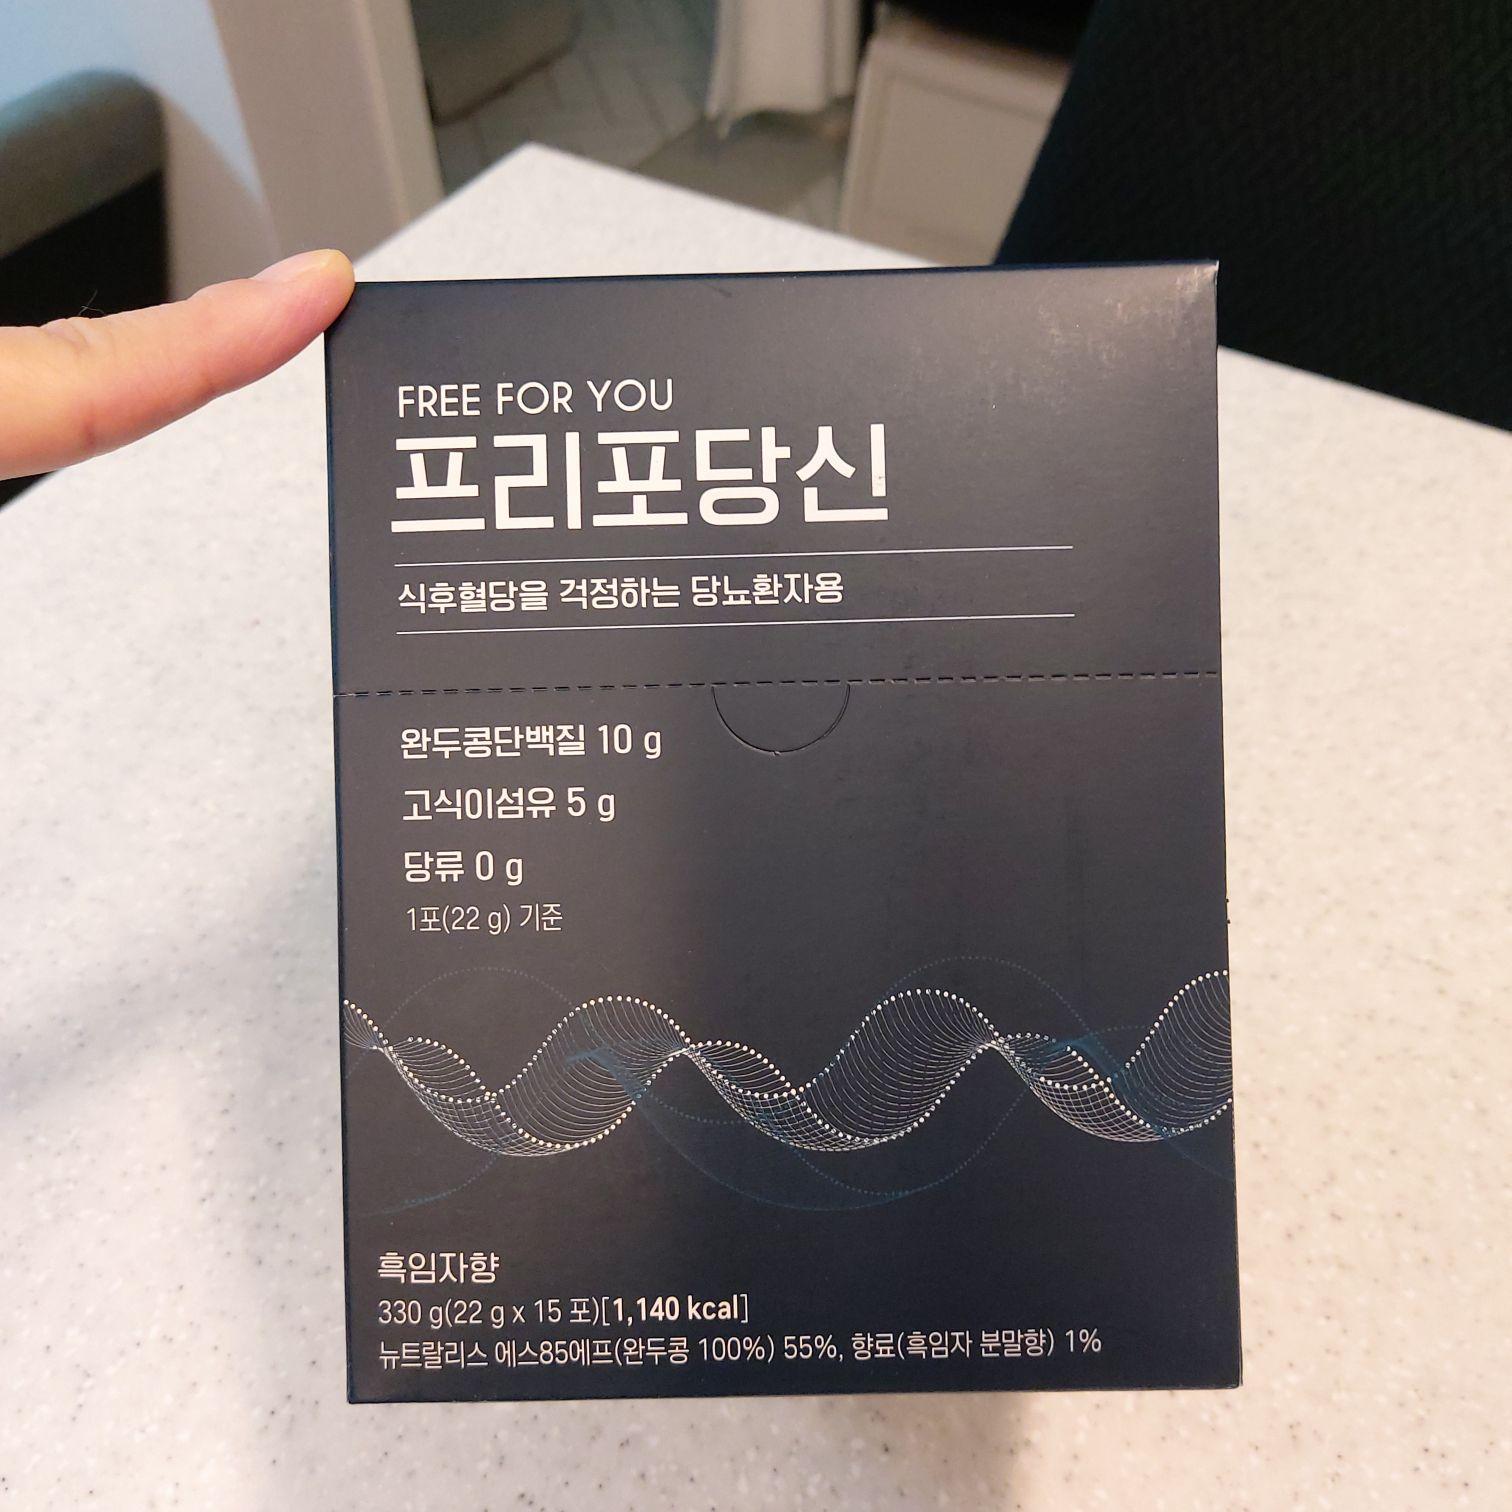 FREE FOR YOU
프리포당신
식후혈당을 걱정하는 당뇨환자용
완두콩단백질 10 g
고식이섬유 5 g
당류 0 g
1포(22 g) 기준
흑임자향
330 g(22 g x 15 포)[1,140 kcal]
뉴트랄리스 에스85에프(완두콩 100%) 55%, 향료(흑임자 분말향) 1%